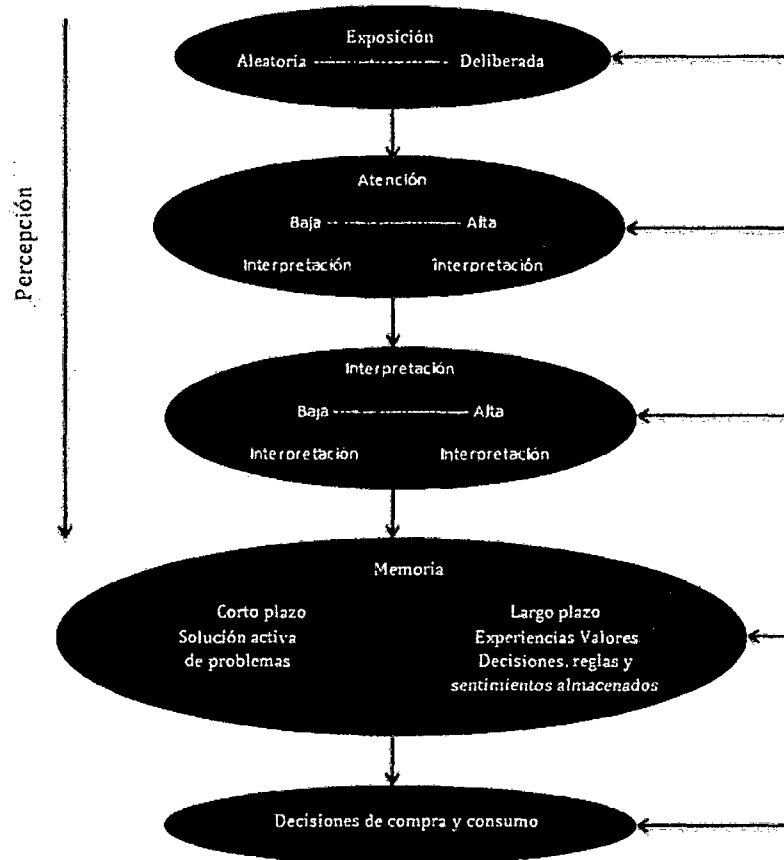 Percepción
Exposición
Aleatoria Deliberada
Atención
Baja Alta
Interpretación Interpretación
Interpretación
Baja Alta
Interpretación Interpretación
Memoria
Corto plazo Largo plazo
Solución activa Experiencias Valores
de problemas Decisiones, reglas y
sentimientos almacenados
Decisiones de compra y consumo